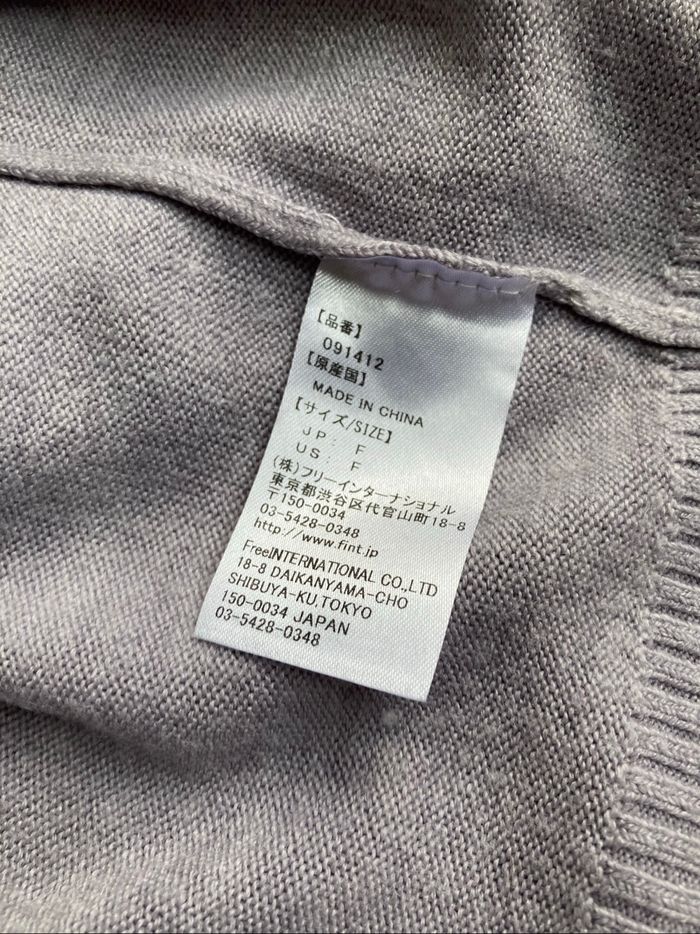 【品番】
091412
【原産国】
MADE IN CHINA
【サイズ/SIZE】
JP: F
US: F
(株)フリーインターナショナル
東京都渋谷区代官山町18-8
〒150-0034
03-5428-0348
http://www.fint.jp
FreeINTERNATIONAL CO.,LTD
18-8 DAIKANYAMA-CHO
SHIBUYA-KU,TOKYO
150-0034 JAPAN
03-5428-0348